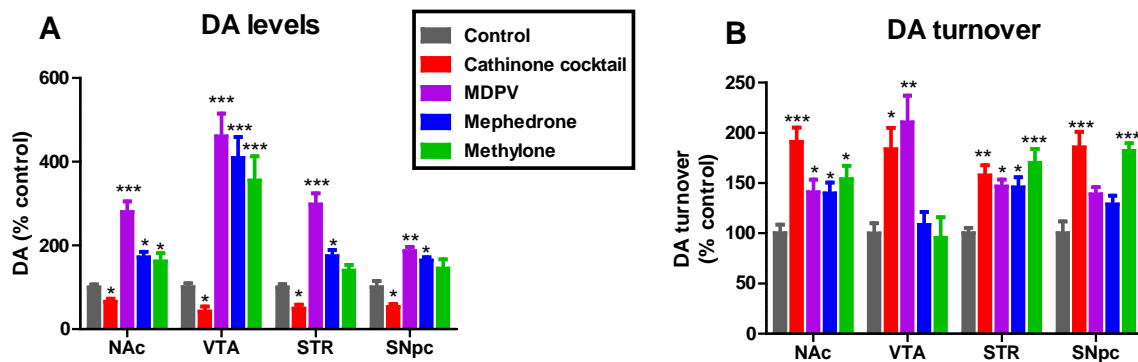 A
DA levels
Control
Cathinone cocktail
MDPV
Mephedrone
Methylone
DA (% control)
600
400
200
0
***
*
*
*
***
***
***
*
***
*
*
**
*
*
NAc
VTA
STR
SNpc
B
DA turnover
DA turnover
(% control)
250
200
150
100
50
0
***
*
*
*
*
**
**
*
*
***
***
***
NAc
VTA
STR
SNpc